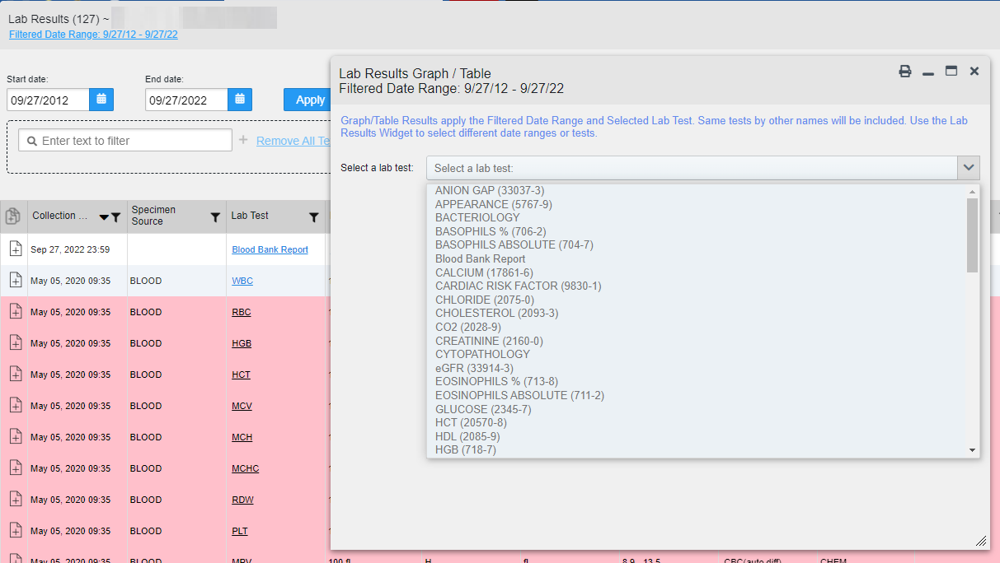 Lab Results (127) ~
Filtered Date Range: 9/27/12 - 9/27/22
Start date:
End date:
09/27/2012
09/27/2022
Apply
Enter text to filter
+ Remove All Te
Collection ...
Specimen Source
Lab Test
Sep 27, 2022 23:59 Blood Bank Report
May 05, 2020 09:35 BLOOD WBC
May 05, 2020 09:35 BLOOD RBC
May 05, 2020 09:35 BLOOD HGB
May 05, 2020 09:35 BLOOD HCT
May 05, 2020 09:35 BLOOD MCV
May 05, 2020 09:35 BLOOD MCH
May 05, 2020 09:35 BLOOD MCHC
May 05, 2020 09:35 BLOOD RDW
May 05, 2020 09:35 BLOOD PLT
May 05, 2020 09:35 BLOOD MPV 100 fl H fl 8.9 - 13.5 CBC(auto diff) CHEM
Lab Results Graph / Table
Filtered Date Range: 9/27/12 - 9/27/22
Graph/Table Results apply the Filtered Date Range and Selected Lab Test. Same tests by other names will be included. Use the Lab
Results Widget to select different date ranges or tests.
Select a lab test: Select a lab test:
ANION GAP (33037-3)
APPEARANCE (5767-9)
BACTERIOLOGY
BASOPHILS % (706-2)
BASOPHILS ABSOLUTE (704-7)
Blood Bank Report
CALCIUM (17861-6)
CARDIAC RISK FACTOR (9830-1)
CHLORIDE (2075-0)
CHOLESTEROL (2093-3)
CO2 (2028-9)
CREATININE (2160-0)
CYTOPATHOLOGY
eGFR (33914-3)
EOSINOPHILS % (713-8)
EOSINOPHILS ABSOLUTE (711-2)
GLUCOSE (2345-7)
HCT (20570-8)
HDL (2085-9)
HGB (718-7)